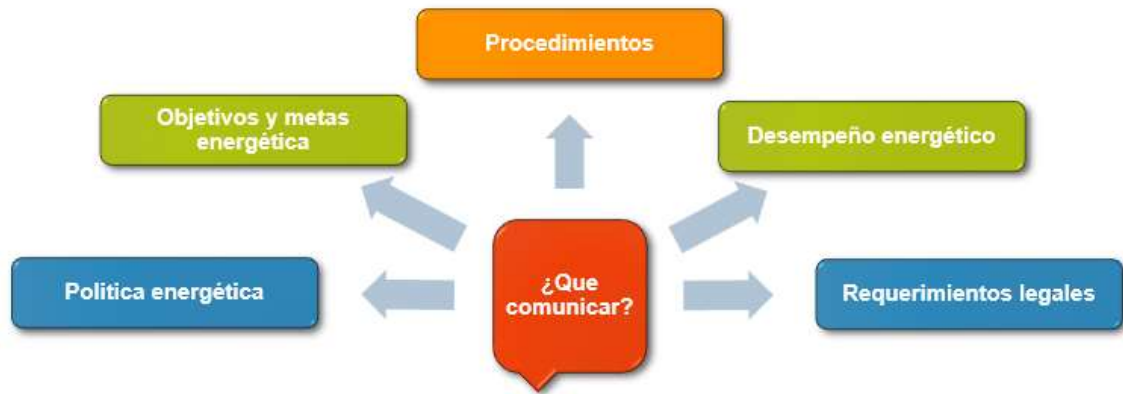 Procedimientos
Objetivos y metas
energética
Desempeño energético
Politica energética
¿Que
comunicar?
Requerimientos legales